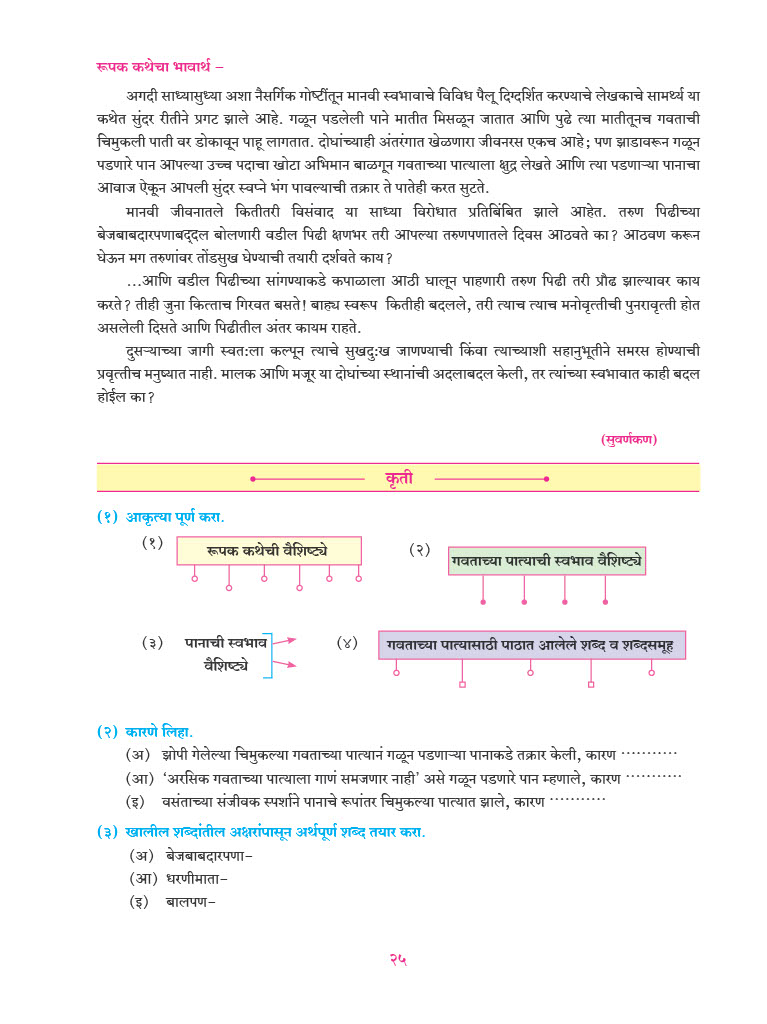 रूपक कथेचा भावार्थ –
अगदी साध्यासुध्या अशा नैसर्गिक गोष्टींतून मानवी स्वभावाचे विविध पैलू दिग्दर्शित करण्याचे लेखकाचे सामर्थ्य या
कथेत सुंदर रीतीने प्रगट झाले आहे. गळून पडलेली पाने मातीत मिसळून जातात आणि पुढे त्या मातीतूनच गवताची
चिमुकली पाती वर डोकावून पाहू लागतात. दोघांच्याही अंतरंगात खेळणारा जीवनरस एकच आहे; पण झाडावरून गळून
पडणारे पान आपल्या उच्च पदाचा खोटा अभिमान बाळगून गवताच्या पात्याला क्षुद्र लेखते आणि त्या पडणाऱ्या पानाचा
आवाज ऐकून आपली सुंदर स्वप्ने भंग पावल्याची तक्रार ते पातेही करत सुटते.
मानवी जीवनातले कितीतरी विसंवाद या साध्या विरोधात प्रतिबिंबित झाले आहेत. तरुण पिढीच्या
बेजबाबदारपणाबद्दल बोलणारी वडील पिढी क्षणभर तरी आपल्या तरुणपणातले दिवस आठवते का? आठवण करून
घेऊन मग तरुणांवर तोंडसुख घेण्याची तयारी दर्शवते काय?
...आणि वडील पिढीच्या सांगण्याकडे कपाळाला आठी घालून पाहणारी तरुण पिढी तरी प्रौढ झाल्यावर काय
करते? तीही जुना कित्ताच गिरवत बसते! बाह्य स्वरूप कितीही बदलले, तरी त्याच त्याच मनोवृत्तीची पुनरावृत्ती होत
असलेली दिसते आणि पिढीतील अंतर कायम राहते.
दुसऱ्याच्या जागी स्वत:ला कल्पून त्याचे सुखदु:ख जाणण्याची किंवा त्याच्याशी सहानुभूतीने समरस होण्याची
प्रवृत्तीच मनुष्यात नाही. मालक आणि मजूर या दोघांच्या स्थानांची अदलाबदल केली, तर त्यांच्या स्वभावात काही बदल
होईल का?
(सुवर्णकण)
कृती
(१) आकृत्या पूर्ण करा.
(१) रूपक कथेची वैशिष्ट्ये
(२) गवताच्या पात्याची स्वभाव वैशिष्ट्ये
(३) पानाची स्वभाव
वैशिष्ट्ये
(४) गवताच्या पात्यासाठी पाठात आलेले शब्द व शब्दसमूह
(२) कारणे लिहा.
(अ) झोपी गेलेल्या चिमुकल्या गवताच्या पात्यानं गळून पडणाऱ्या पानाकडे तक्रार केली, कारण ...........
(आ) ‘अरसिक गवताच्या पात्याला गाणं समजणार नाही’ असे गळून पडणारे पान म्हणाले, कारण ...........
(इ) वसंताच्या संजीवक स्पर्शाने पानाचे रूपांतर चिमुकल्या पात्यात झाले, कारण ...........
(३) खालील शब्दांतील अक्षरांपासून अर्थपूर्ण शब्द तयार करा.
(अ) बेजबाबदारपणा–
(आ) धरणीमाता–
(इ) बालपण–
२५